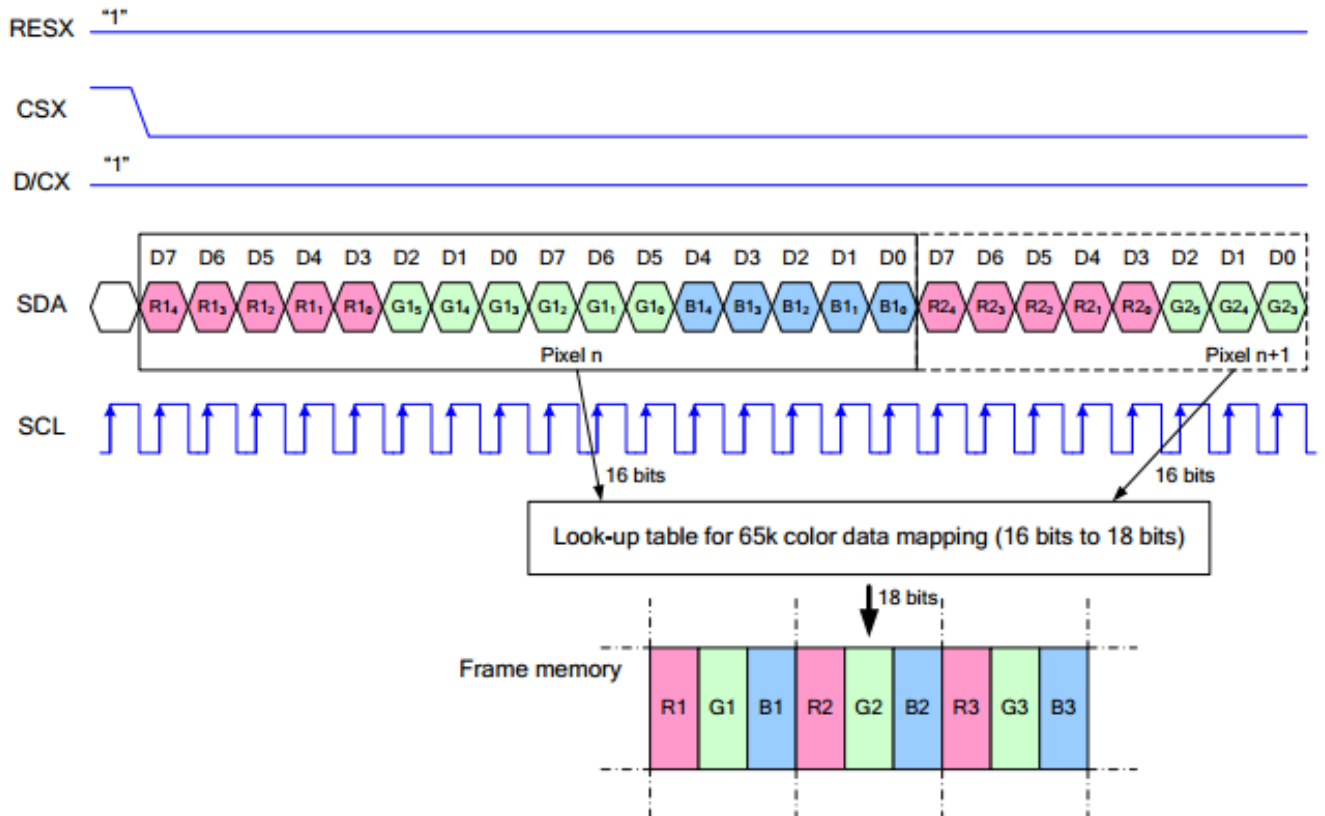 RESX "1"
CSX
D/CX "1"
D7 D6 D5 D4 D3 D2 D1 D0 D7 D6 D5 D4 D3 D2 D1 D0 D7 D6 D5 D4 D3 D2 D1 D0
SDA R1₄ R1₃ R1₂ R1₁ R1₀ G1₅ G1₄ G1₃ G1₂ G1₁ G1₀ B1₄ B1₃ B1₂ B1₁ B1₀ R2₄ R2₃ R2₂ R2₁ R2₀ G2₅ G2₄ G2₃
Pixel n Pixel n+1
SCL
16 bits 16 bits
Look-up table for 65k color data mapping (16 bits to 18 bits)
18 bits
Frame memory
R1 G1 B1 R2 G2 B2 R3 G3 B3